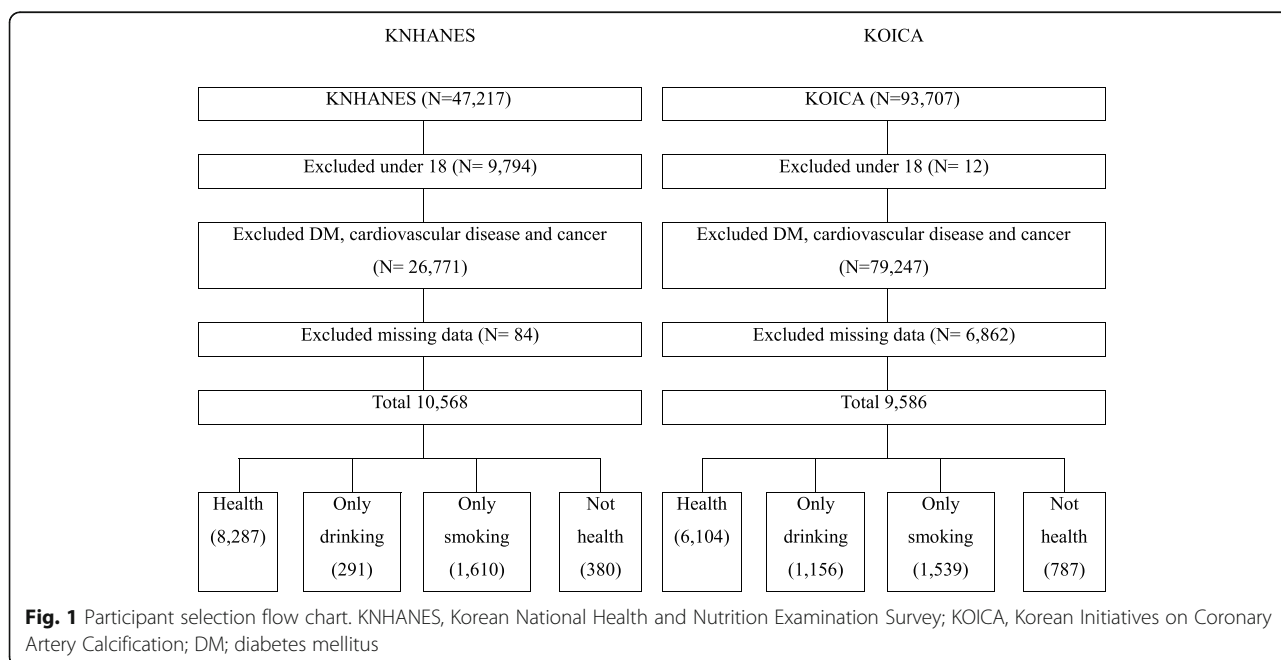 KNHANES
KOICA
KNHANES (N=47,217)
KOICA (N=93,707)
Excluded under 18 (N= 9,794)
Excluded under 18 (N= 12)
Excluded DM, cardiovascular disease and cancer
(N= 26,771)
Excluded DM, cardiovascular disease and cancer
(N=79,247)
Excluded missing data (N= 84)
Excluded missing data (N= 6,862)
Total 10,568
Total 9,586
Health
(8,287)
Only
drinking
(291)
Only
smoking
(1,610)
Not
health
(380)
Health
(6,104)
Only
drinking
(1,156)
Only
smoking
(1,539)
Not
health
(787)
Fig. 1 Participant selection flow chart. KNHANES, Korean National Health and Nutrition Examination Survey; KOICA, Korean Initiatives on Coronary
Artery Calcification; DM; diabetes mellitus